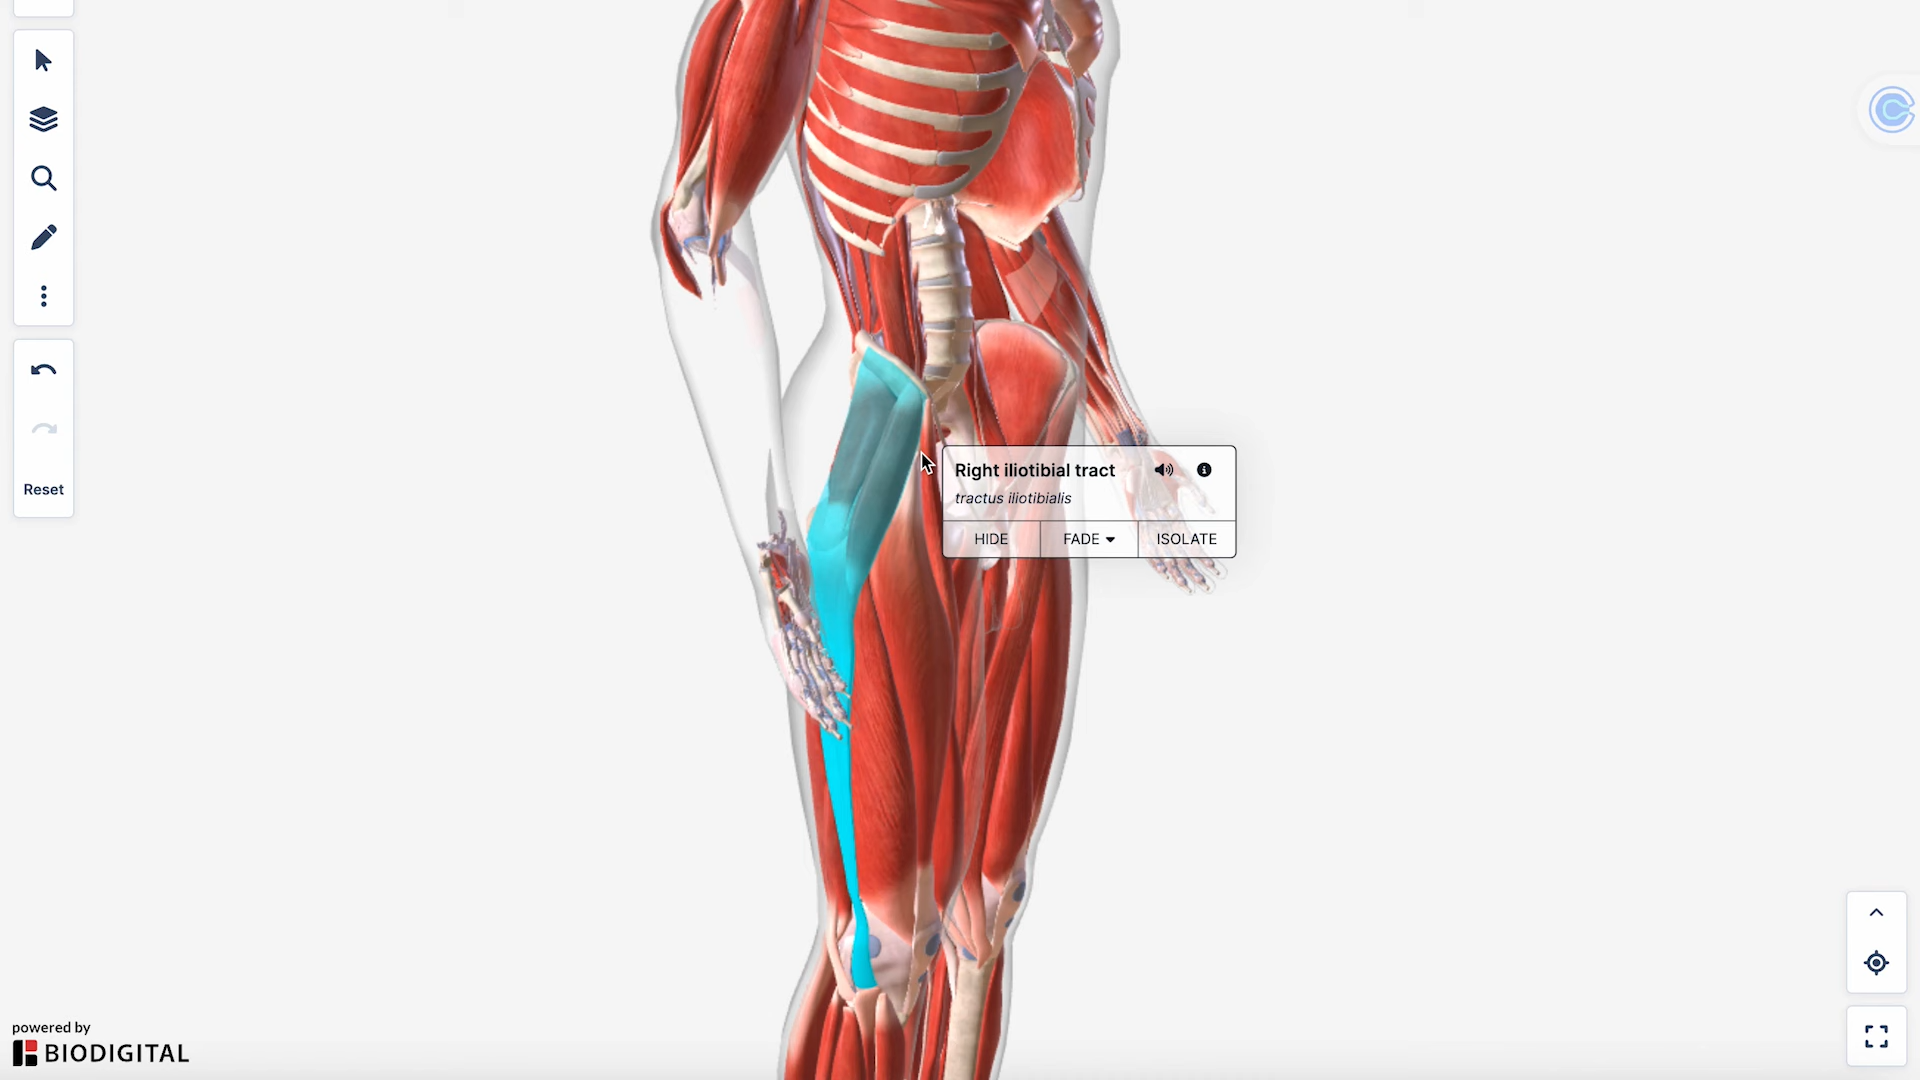 Reset
Right iliotibial tract
tractus iliotibialis
HIDE
FADE
ISOLATE
powered by
BIODIGITAL